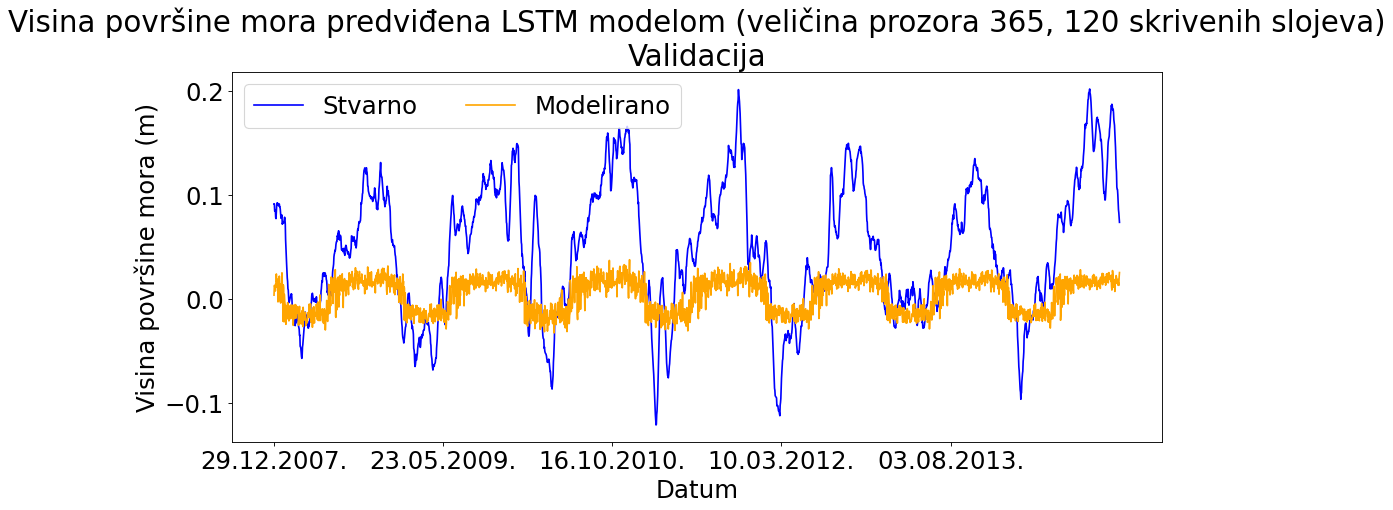 Visina površine mora predviđena LSTM modelom (veličina prozora 365, 120 skrivenih slojeva)
Validacija
Stvarno Modelirano
Visina površine mora (m)
0.2
0.1
0.0
−0.1
29.12.2007. 23.05.2009. 16.10.2010. 10.03.2012. 03.08.2013.
Datum